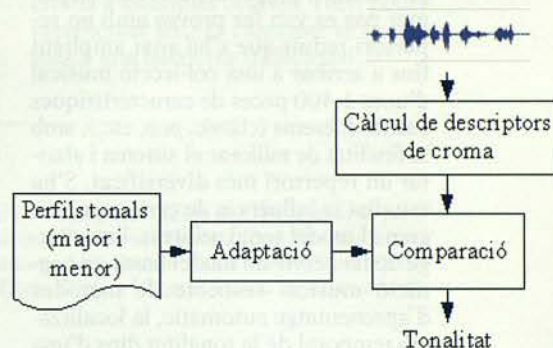 Càlcul de descriptors
de croma
Perfils tonals
(major i
menor)
Adaptació
Comparació
Tonalitat